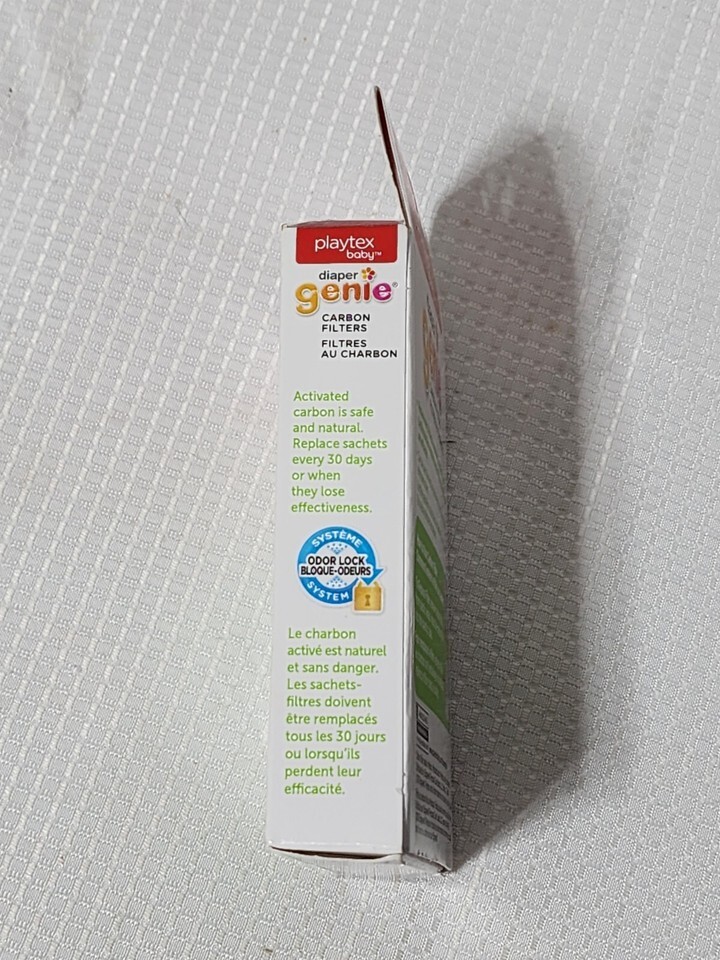 playtex
baby™
diaper
genie®
CARBON
FILTERS
FILTRES
AU CHARBON
Activated
carbon is safe
and natural.
Replace sachets
every 30 days
or when
they lose
effectiveness.
SYSTÈME
ODOR LOCK
BLOQUE-ODEURS
SYSTEM
Le charbon
activé est naturel
et sans danger.
Les sachets-
filtres doivent
être remplacés
tous les 30 jours
ou lorsqu'ils
perdent leur
efficacité.